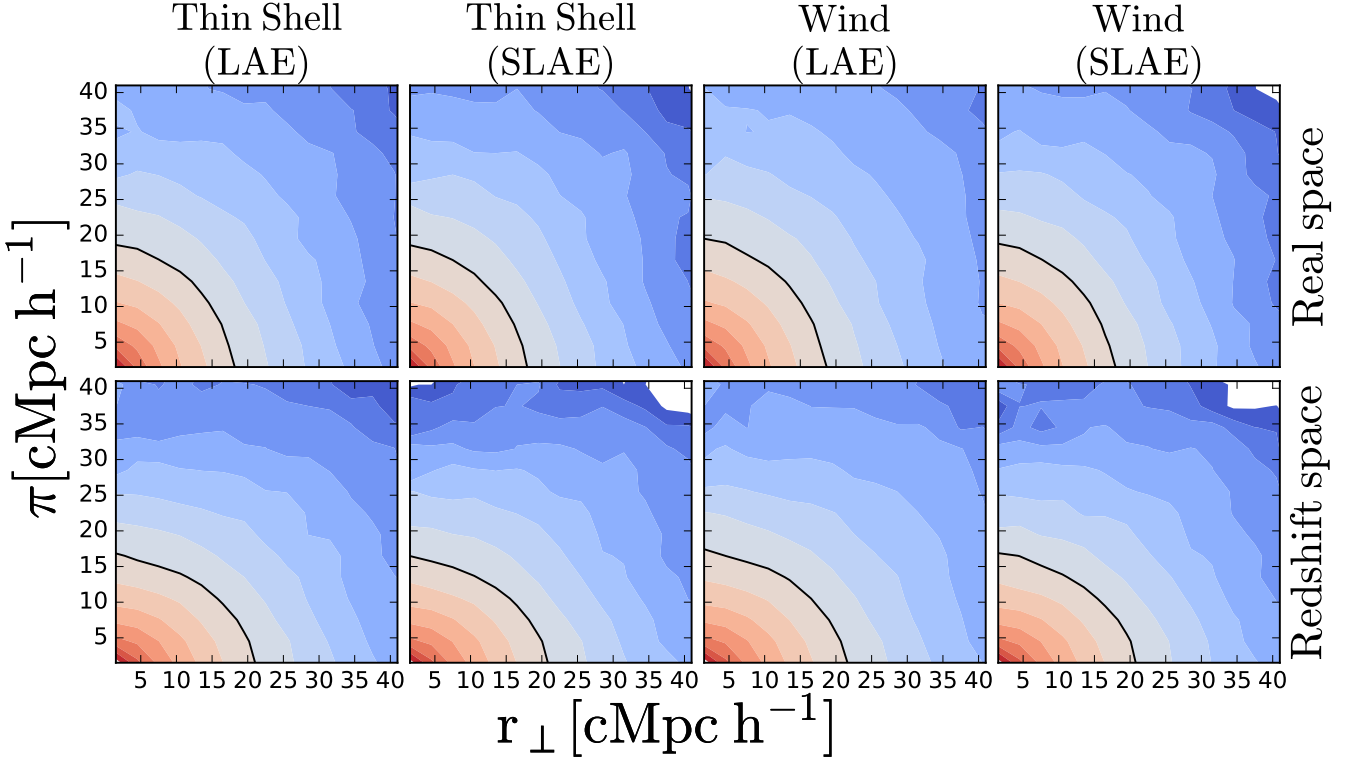 Thin Shell
(LAE)
Thin Shell
(SLAE)
Wind
(LAE)
Wind
(SLAE)
π[cMpc h⁻¹]
40
35
30
25
20
15
10
5
Real space
40
35
30
25
20
15
10
5
Redshift space
5 10 15 20 25 30 35 40
5 10 15 20 25 30 35 40
5 10 15 20 25 30 35 40
5 10 15 20 25 30 35 40
r⊥[cMpc h⁻¹]